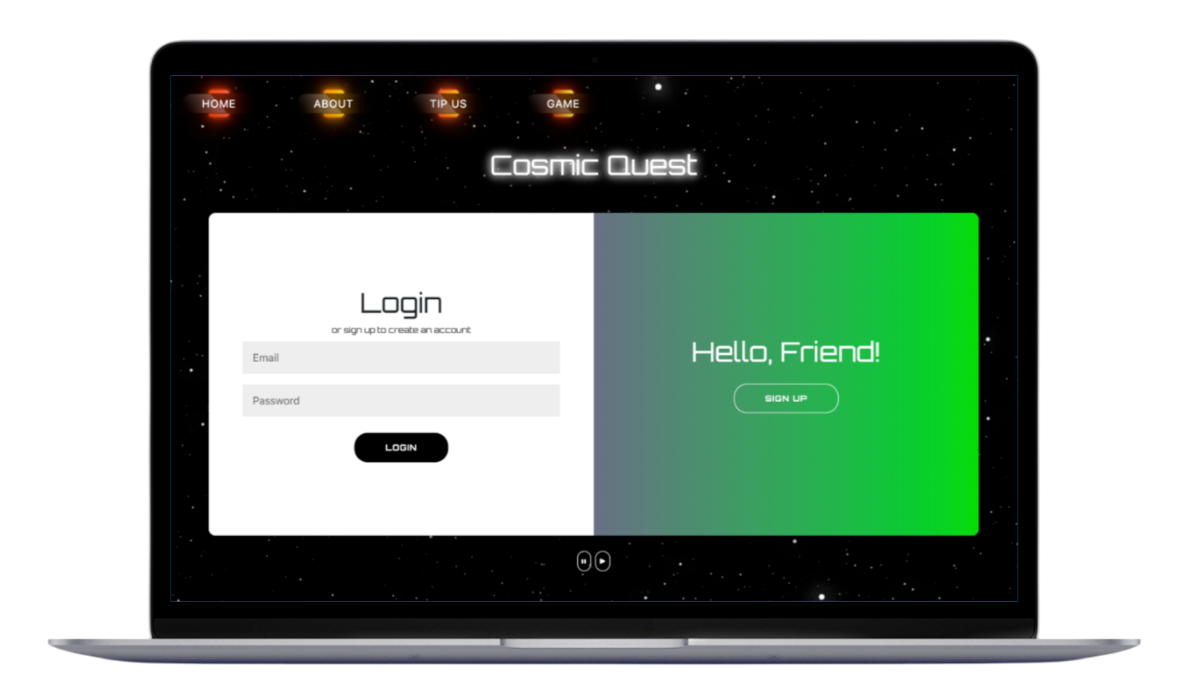 HOME ABOUT TIP US GAME
Cosmic Quest
Login
or sign up to create an account
Email
Password
LOGIN
Hello, Friend!
SIGN UP